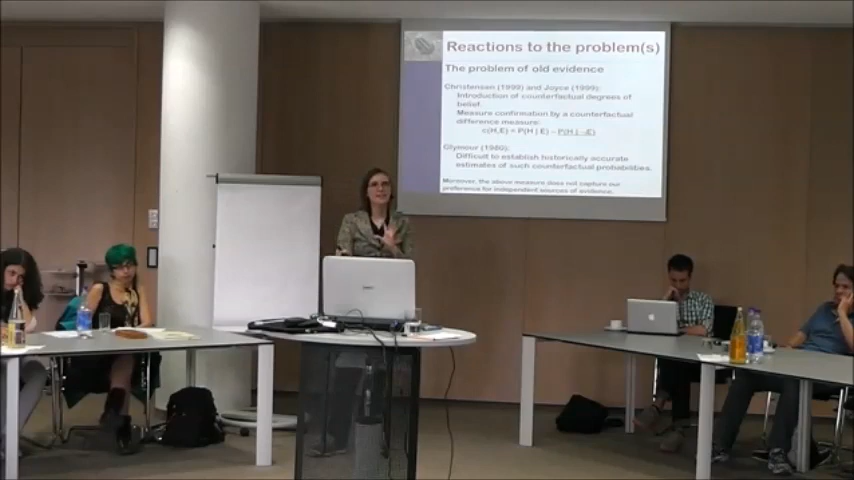 Reactions to the problem(s)
The problem of old evidence
Christensen (1999) and Joyce (1999):
Introduction of counterfactual degrees of
belief.
Measure confirmation by a counterfactual
difference measure:
c(H,E) = P(H | E) – P(H | ¬E)
Glymour (1980):
Difficult to establish historically accurate
estimates of such counterfactual probabilities.
Moreover, the above measure does not capture our
preference for independent sources of evidence.